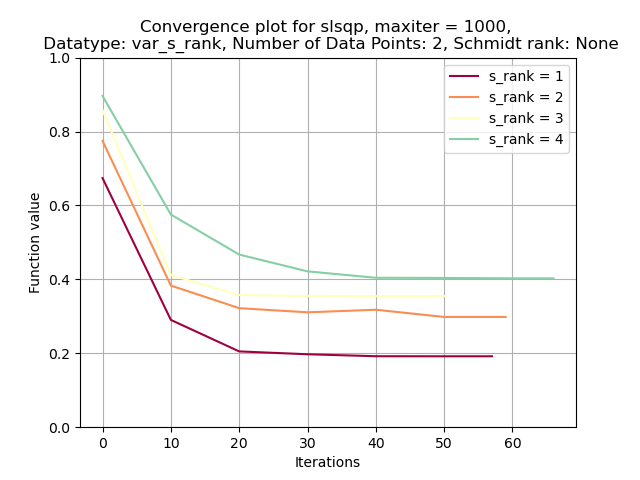 Convergence plot for slsqp, maxiter = 1000,
Datatype: var_s_rank, Number of Data Points: 2, Schmidt rank: None
1.0
0.8
0.6
0.4
0.2
0.0
Function value
s_rank = 1
s_rank = 2
s_rank = 3
s_rank = 4
0 10 20 30 40 50 60
Iterations